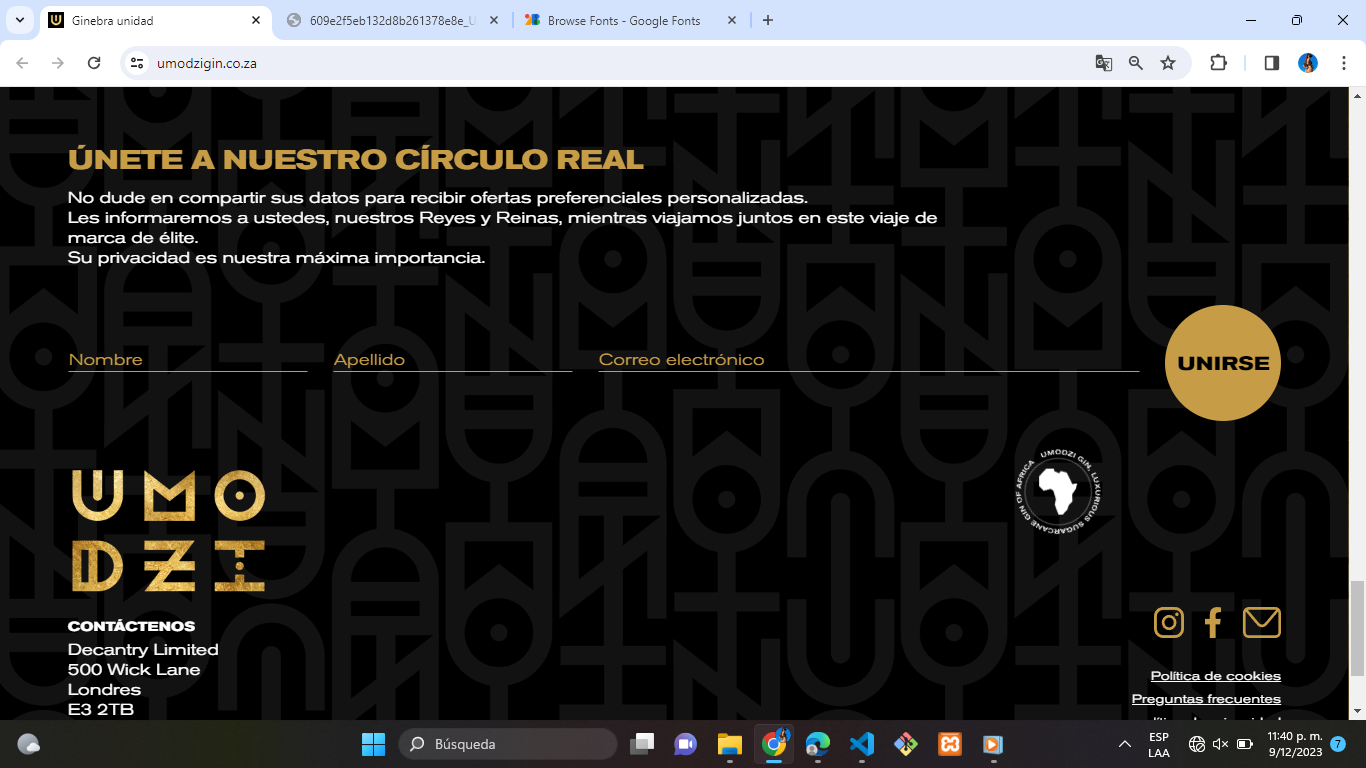 Ginebra unidad
609e2f5eb132d8b261378e8e_U
Browse Fonts - Google Fonts
umodzigin.co.za
ÚNETE A NUESTRO CÍRCULO REAL
No dude en compartir sus datos para recibir ofertas preferenciales personalizadas.
Les informaremos a ustedes, nuestros Reyes y Reinas, mientras viajamos juntos en este viaje de
marca de élite.
Su privacidad es nuestra máxima importancia.
Nombre
Apellido
Correo electrónico
UNIRSE
UMO
DZI
UMODZI GIN, LUXURIOUS SUGARCANE GIN OF AFRICA
CONTÁCTENOS
Decantry Limited
500 Wick Lane
Londres
E3 2TB
Política de cookies
Preguntas frecuentes
Búsqueda
ESP
LAA
11:40 p. m.
9/12/2023
7